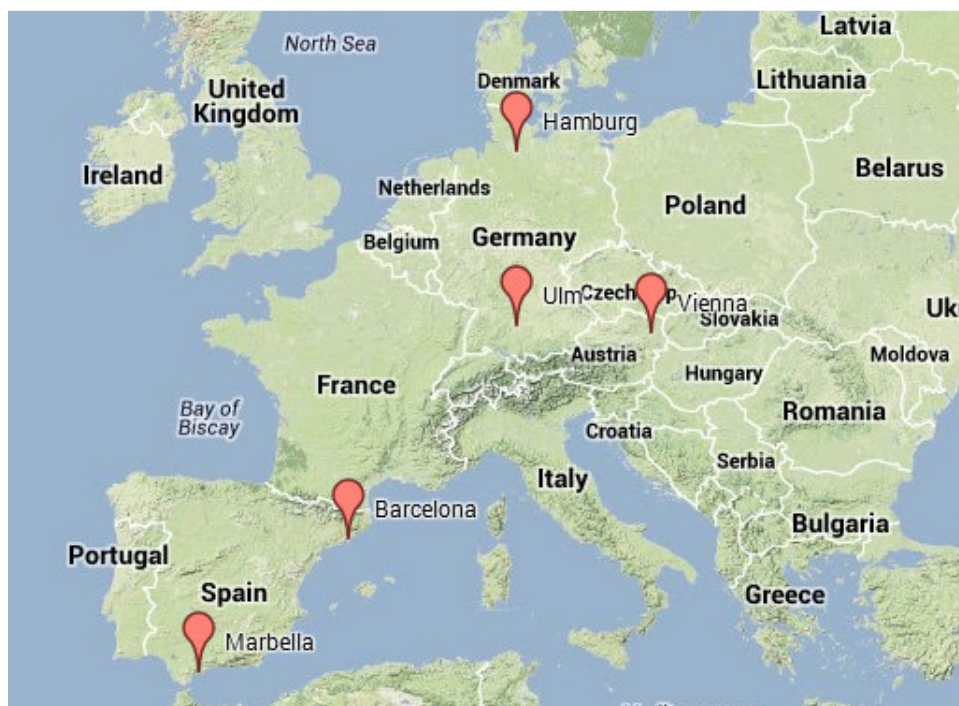 Latvia
North Sea
Lithuania
Denmark
United
Kingdom
Hamburg
Belarus
Ireland
Netherlands
Poland
Belgium
Germany
Ulm
Vienna
Slovakia
Austria
Moldova
France
Hungary
Bay of
Biscay
Romania
Croatia
Serbia
Italy
Barcelona
Bulgaria
Portugal
Spain
Greece
Marbella